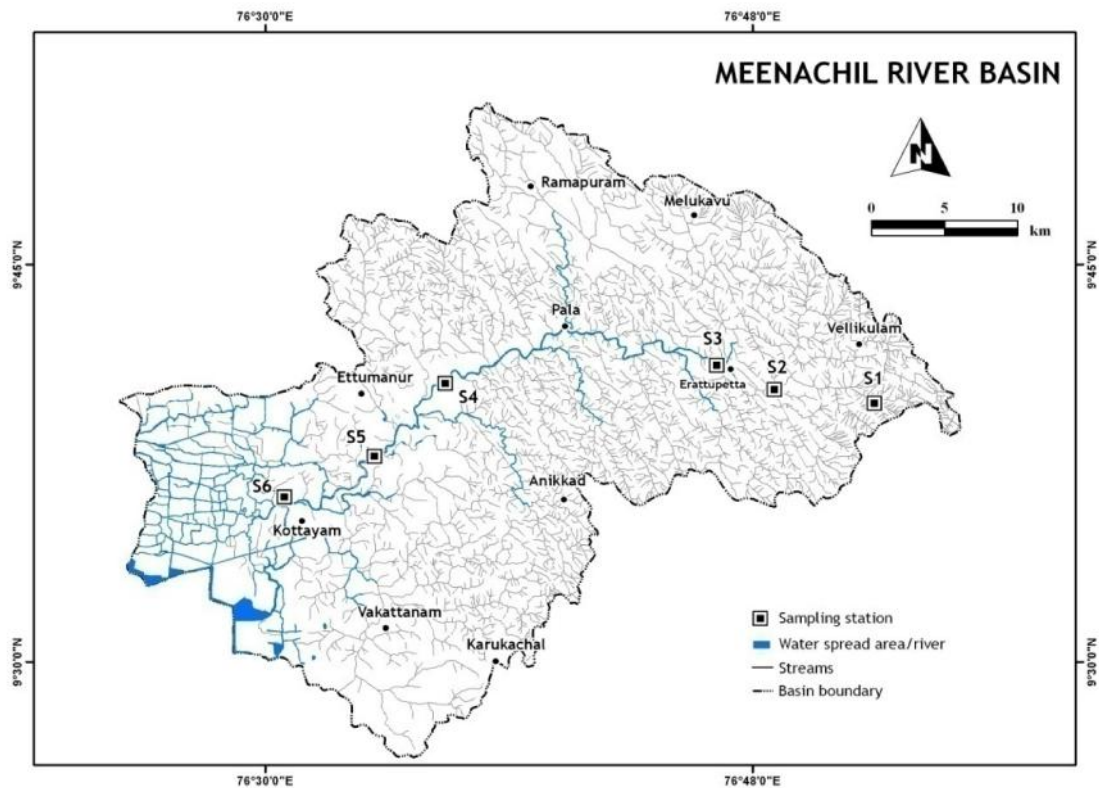 76°30'0"E
76°48'0"E
MEENACHIL RIVER BASIN
N
Ramapuram
Melukavu
0 5 10
km
9°45'0"N
9°45'0"N
Pala
Vellikulam
S3
S2
S1
Erattupetta
Ettumanur
S4
S5
S6
Anikkad
Kottayam
Vakattanam
Karukachal
Sampling station
Water spread area/river
Streams
Basin boundary
9°30'0"N
9°30'0"N
76°30'0"E
76°48'0"E